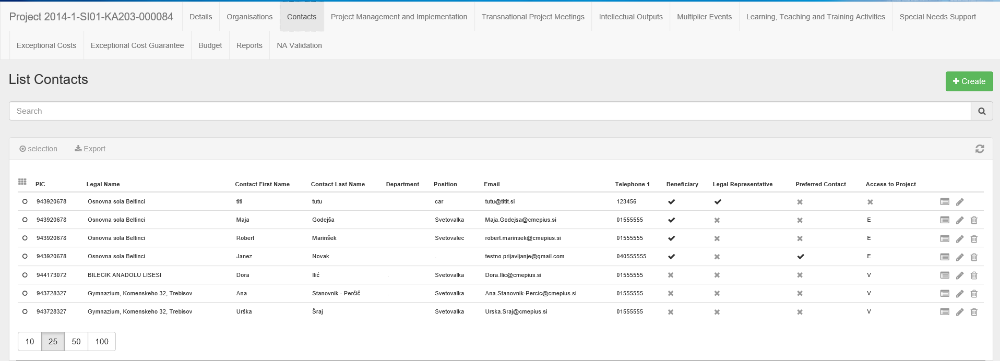 Project 2014-1-SI01-KA203-000084 Details Organisations Contacts Project Management and Implementation Transnational Project Meetings Intellectual Outputs Multiplier Events Learning, Teaching and Training Activities Special Needs Support
Exceptional Costs Exceptional Cost Guarantee Budget Reports NA Validation
List Contacts
Create
Search
selection Export
PIC Legal Name Contact First Name Contact Last Name Department Position Email Telephone 1 Beneficiary Legal Representative Preferred Contact Access to Project
943920678 Osnovna sola Beltinci titi tutu car tutu@titit.si 123456
943920678 Osnovna sola Beltinci Maja Godejša Svetovalka Maja.Godejsa@cmepius.si 01555555 E
943920678 Osnovna sola Beltinci Robert Marinšek Svetovalec robert.marinsek@cmepius.si 01555555 E
943920678 Osnovna sola Beltinci Janez Novak . testno.prijavljanje@gmail.com 040555555 E
944173072 BILECIK ANADOLU LISESI Dora Ilić . Svetovalka Dora.Ilic@cmepius.si 01555555 V
943728327 Gymnazium, Komenskeho 32, Trebisov Ana Stanovnik - Perčič . Svetovalka Ana.Stanovnik-Percic@cmepius.si 01555555 V
943728327 Gymnazium, Komenskeho 32, Trebisov Urška Šraj Svetovalka Urska.Sraj@cmepius.si 01555555 V
10 25 50 100